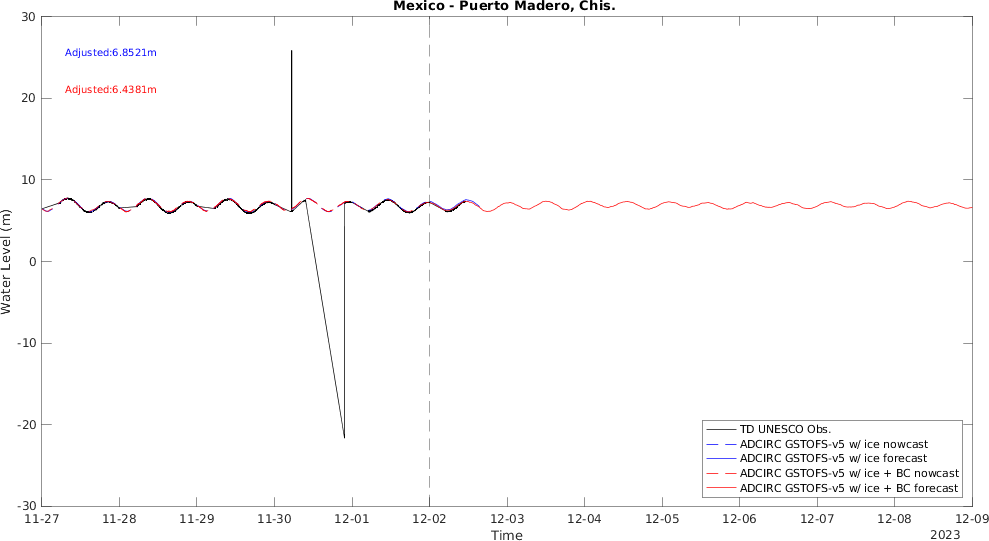 Mexico - Puerto Madero, Chis.
30
20
10
0
-10
-20
-30
Water Level (m)
Adjusted:6.8521m
Adjusted:6.4381m
TD UNESCO Obs.
ADCIRC GSTOFS-v5 w/ ice nowcast
ADCIRC GSTOFS-v5 w/ ice forecast
ADCIRC GSTOFS-v5 w/ ice + BC nowcast
ADCIRC GSTOFS-v5 w/ ice + BC forecast
11-27 11-28 11-29 11-30 12-01 12-02 12-03 12-04 12-05 12-06 12-07 12-08 12-09
Time
2023